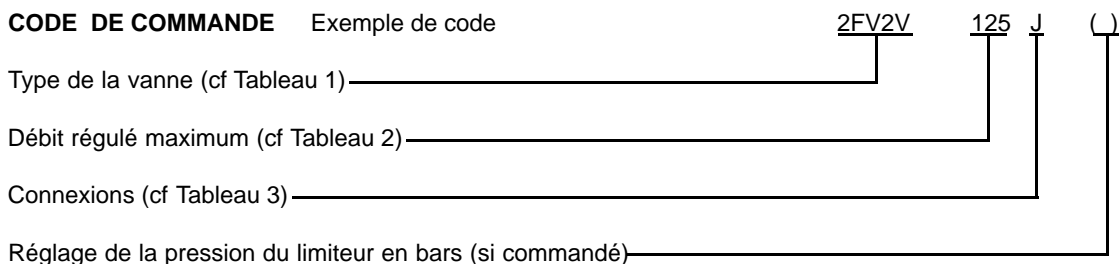 CODE DE COMMANDE Exemple de code 2FV2V 125 J ( )
Type de la vanne (cf Tableau 1)
Débit régulé maximum (cf Tableau 2)
Connexions (cf Tableau 3)
Réglage de la pression du limiteur en bars (si commandé)